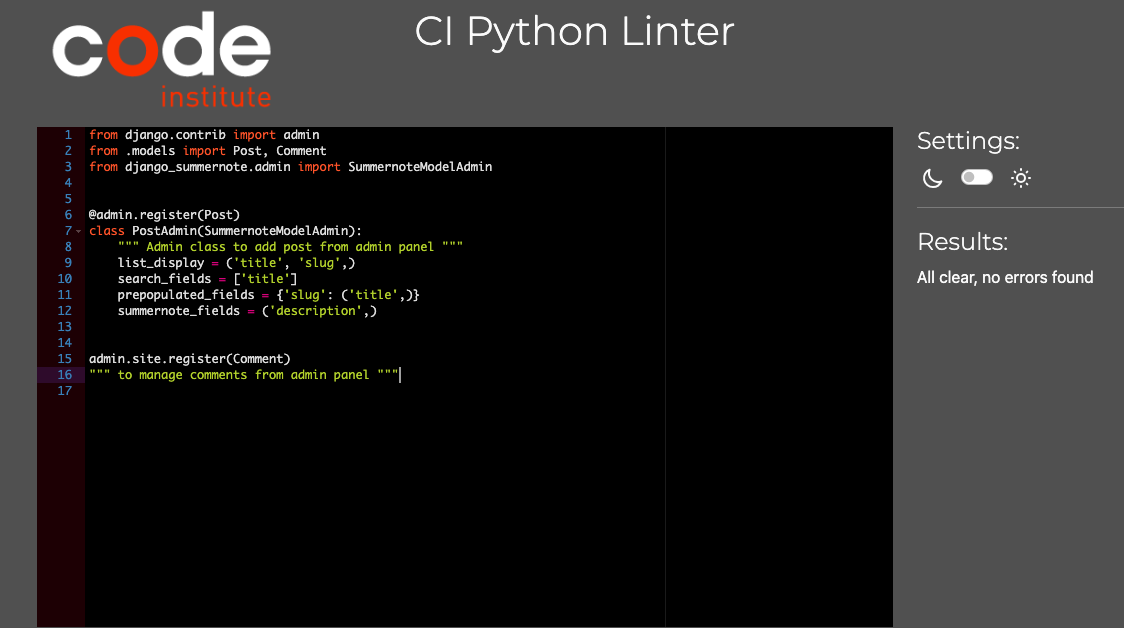 code
institute
CI Python Linter
1 from django.contrib import admin
2 from .models import Post, Comment
3 from django_summernote.admin import SummernoteModelAdmin
4
5
6 @admin.register(Post)
7 class PostAdmin(SummernoteModelAdmin):
8     """ Admin class to add post from admin panel """
9     list_display = ('title', 'slug',)
10     search_fields = ['title']
11     prepopulated_fields = {'slug': ('title',)}
12     summernote_fields = ('description',)
13
14
15 admin.site.register(Comment)
16 """ to manage comments from admin panel """
17
Settings:
Results:
All clear, no errors found